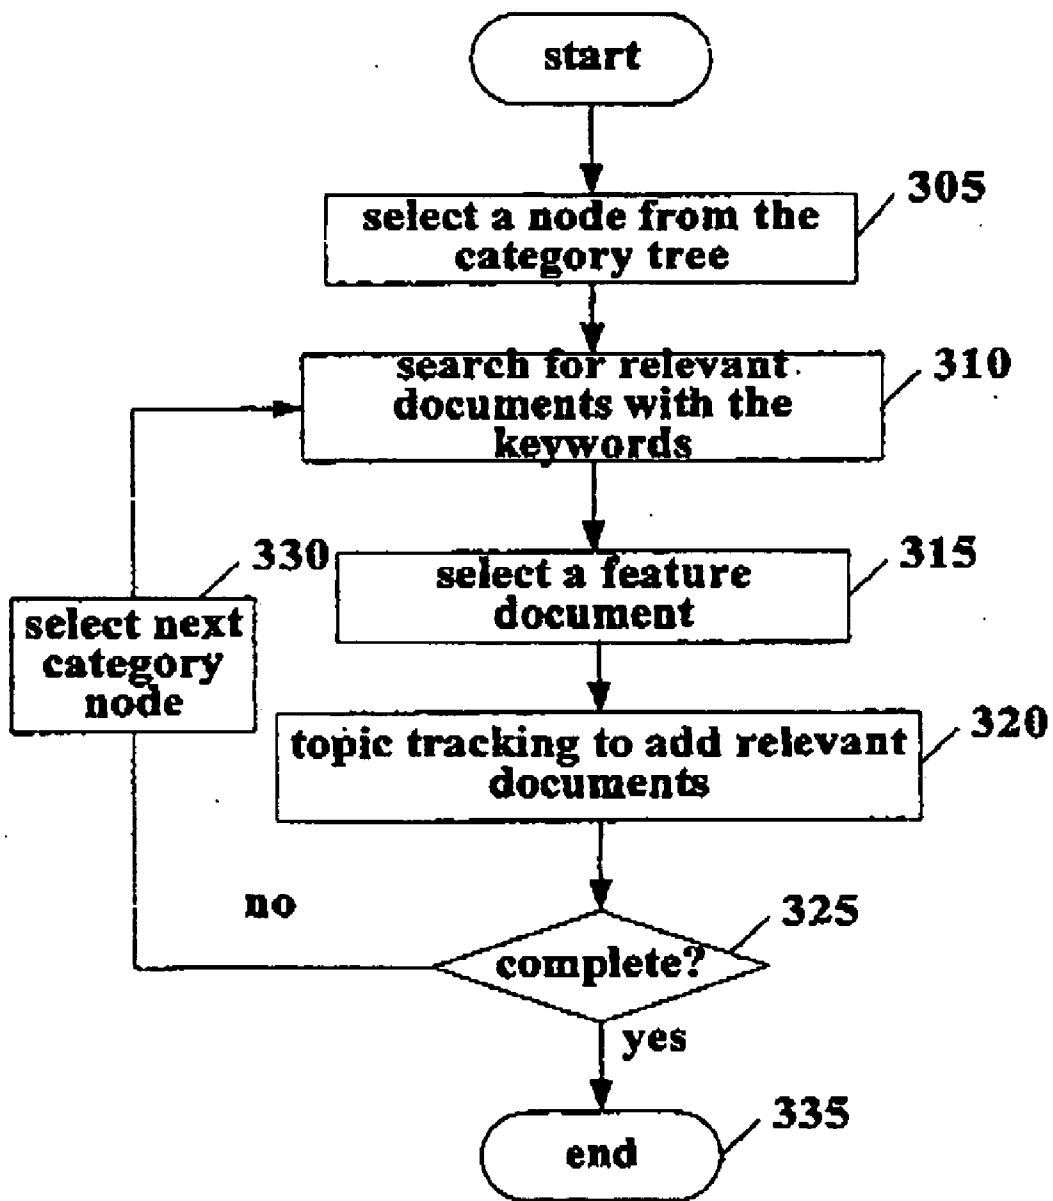 start
305
select a node from the
category tree
310
search for relevant
documents with the
keywords
315
select a feature
document
330
select next
category
node
320
topic tracking to add relevant
documents
no
325
complete?
yes
335
end